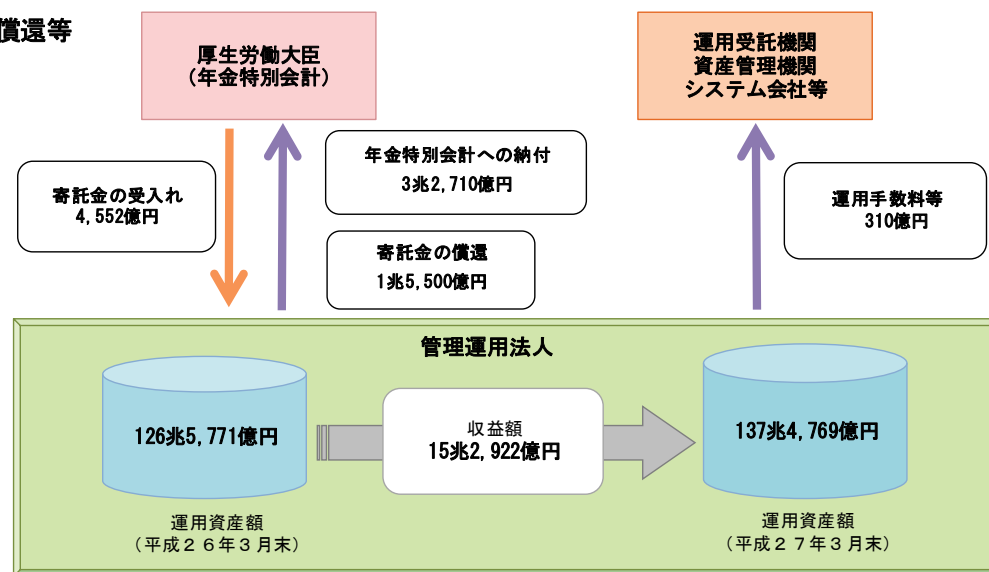 償還等
厚生労働大臣
（年金特別会計）
運用受託機関
資産管理機関
システム会社等
寄託金の受入れ
4,552億円
年金特別会計への納付
3兆2,710億円
寄託金の償還
1兆5,500億円
運用手数料等
310億円
管理運用法人
126兆5,771億円
収益額
15兆2,922億円
137兆4,769億円
運用資産額
（平成２６年３月末）
運用資産額
（平成２７年３月末）